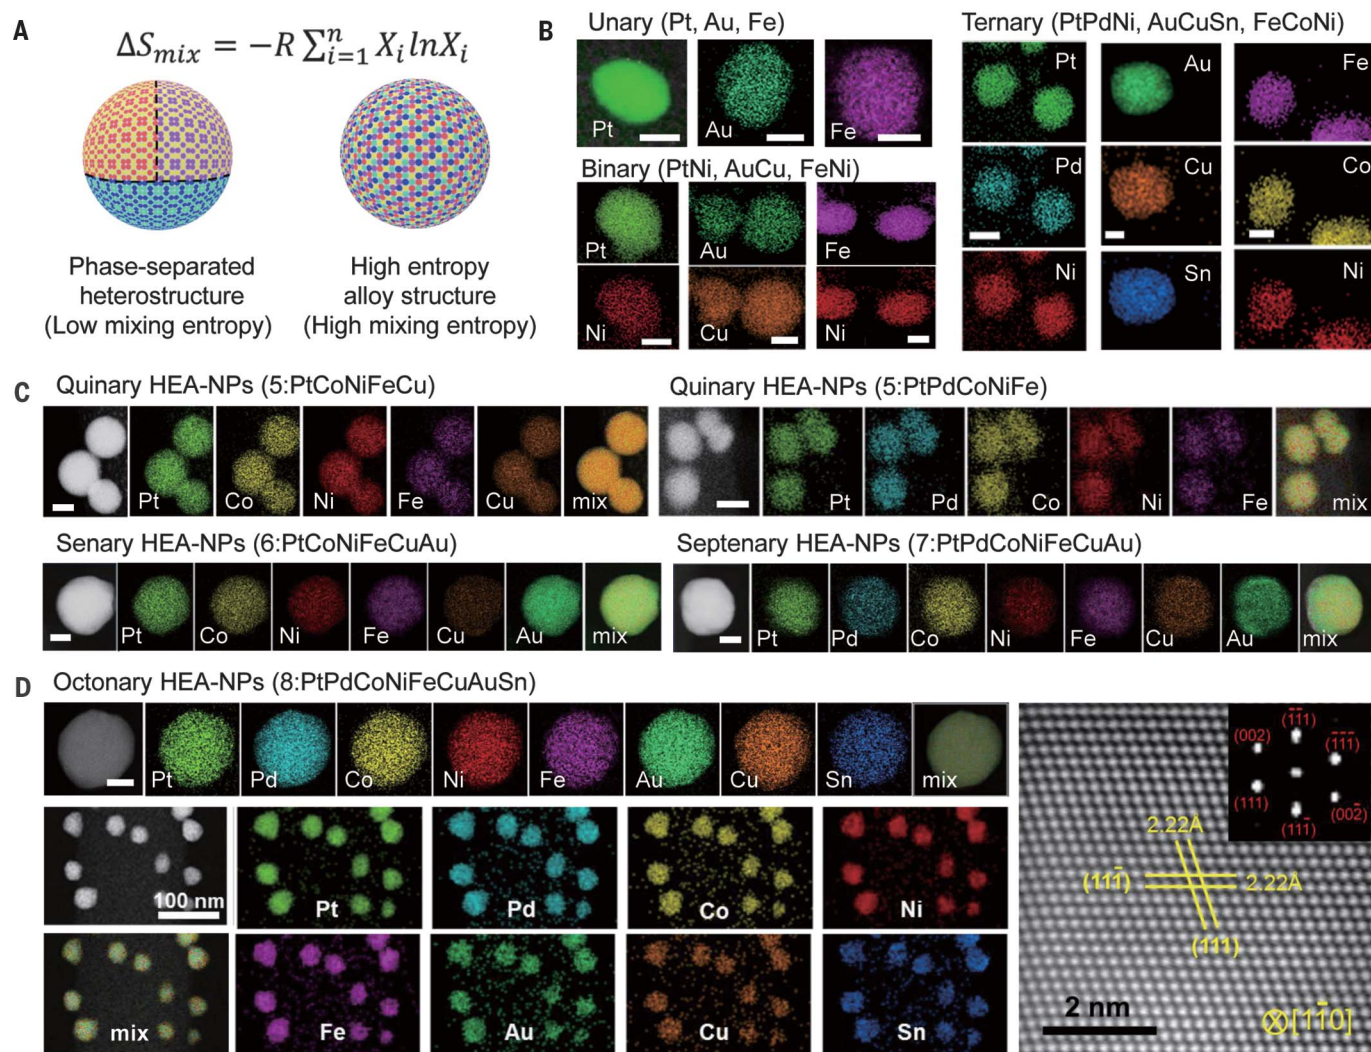 A
ΔS_mix = −R ∑_{i=1}^{n} X_i lnX_i
Phase-separated
heterostructure
(Low mixing entropy)
High entropy
alloy structure
(High mixing entropy)
B
Unary (Pt, Au, Fe)
Pt
Au
Fe
Binary (PtNi, AuCu, FeNi)
Pt
Au
Fe
Ni
Cu
Ni
Ternary (PtPdNi, AuCuSn, FeCoNi)
Pt
Au
Fe
Pd
Cu
Co
Ni
Sn
Ni
C
Quinary HEA-NPs (5:PtCoNiFeCu)
Pt
Co
Ni
Fe
Cu
mix
Quinary HEA-NPs (5:PtPdCoNiFe)
Pt
Pd
Co
Ni
Fe
mix
Senary HEA-NPs (6:PtCoNiFeCuAu)
Pt
Co
Ni
Fe
Cu
Au
mix
Septenary HEA-NPs (7:PtPdCoNiFeCuAu)
Pt
Pd
Co
Ni
Fe
Cu
Au
mix
D
Octonary HEA-NPs (8:PtPdCoNiFeCuAuSn)
Pt
Pd
Co
Ni
Fe
Au
Cu
Sn
mix
100 nm
Pt
Pd
Co
Ni
mix
Fe
Au
Cu
Sn
(1̅1̅1)
(002)
(1̅1̅1̅)
(111)
(002̅)
(111̅)
2.22Å
(111̅)
2.22Å
(111)
2 nm
⊗[11̅0]